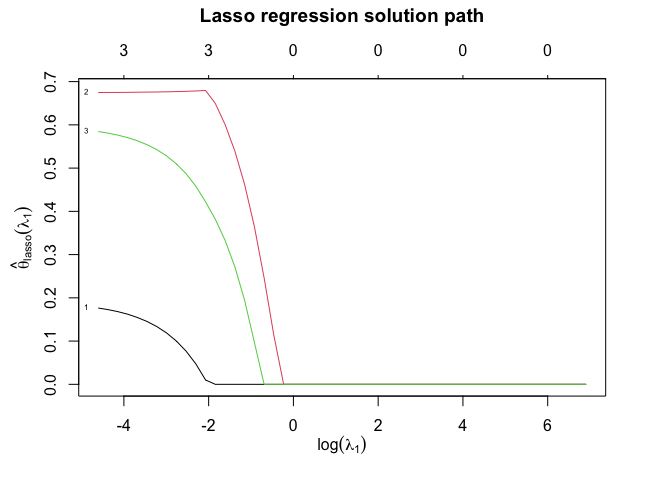 Lasso regression solution path
3 3 0 0 0 0
0.7
0.6
0.5
0.4
0.3
0.2
0.1
0.0
θ̂lasso(λ1)
2
3
1
-4 -2 0 2 4 6
log(λ1)